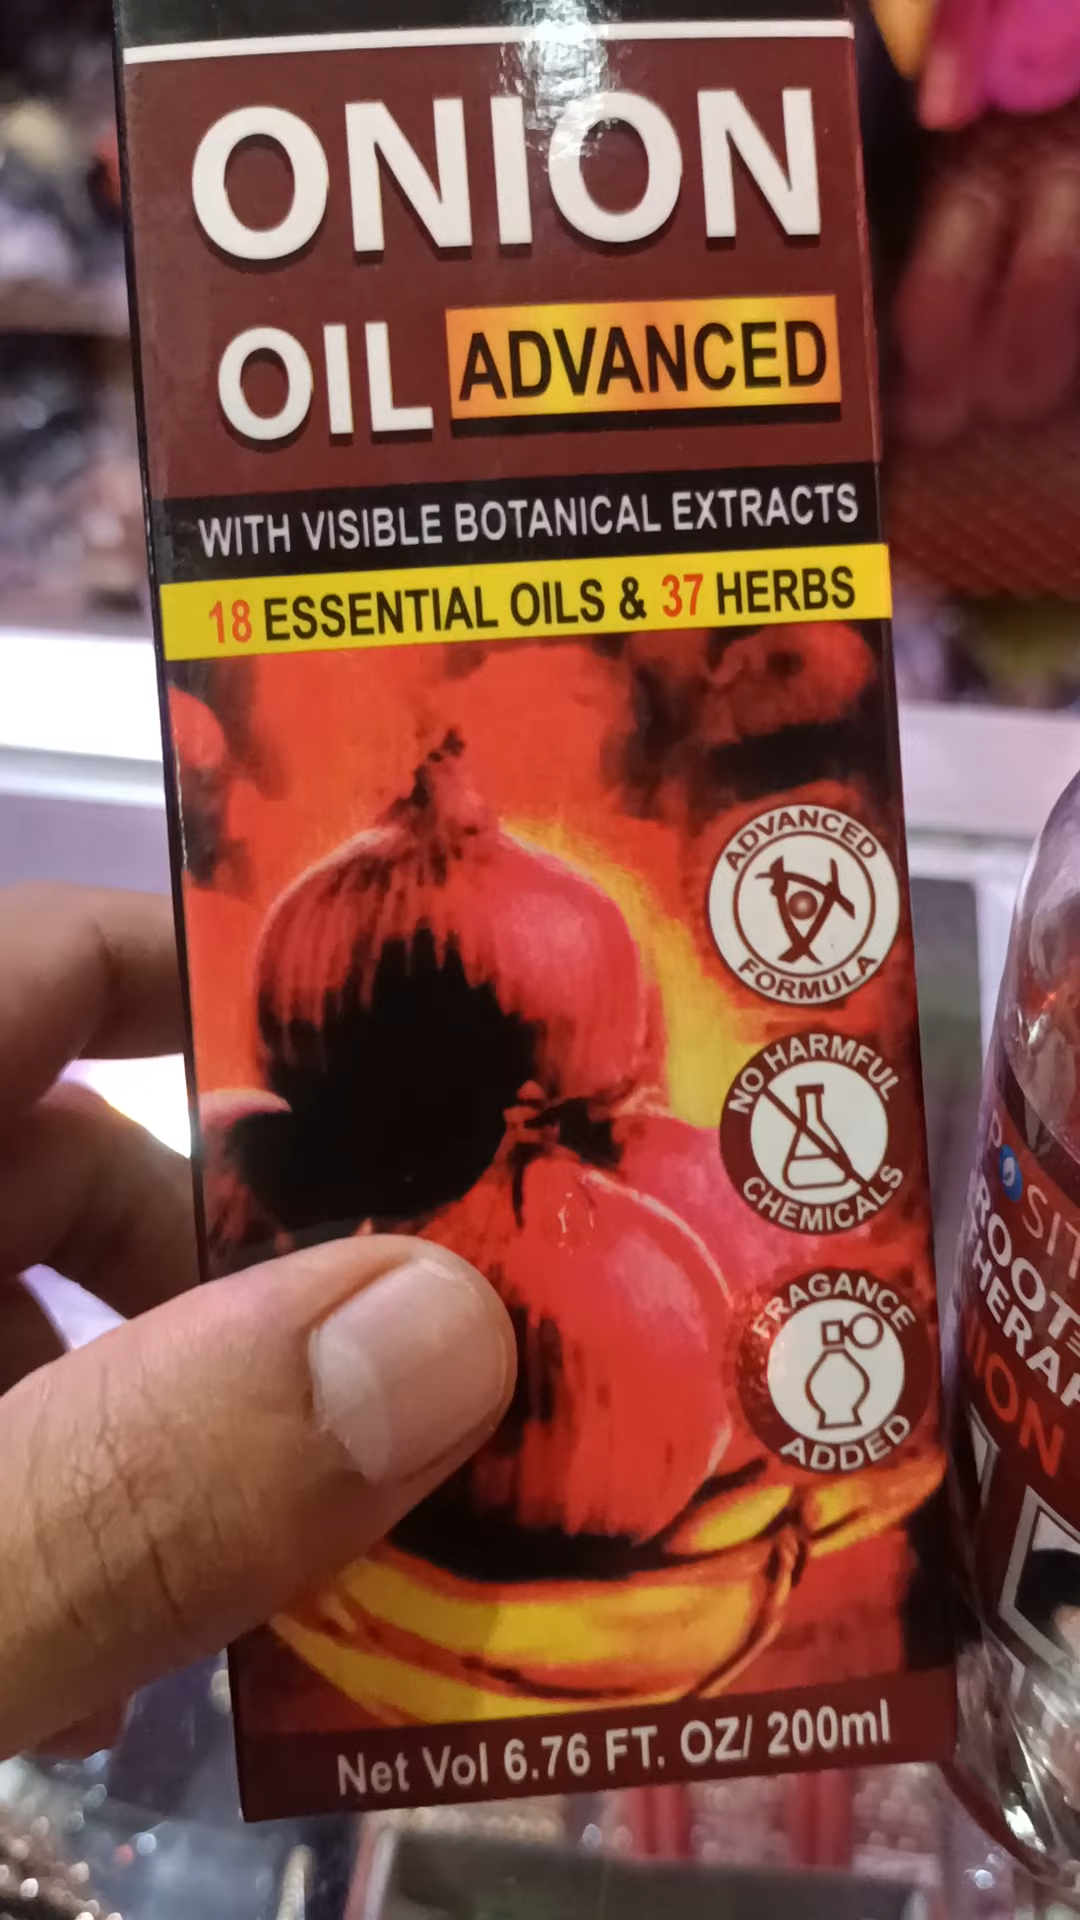 ONION
OIL ADVANCED
WITH VISIBLE BOTANICAL EXTRACTS
18 ESSENTIAL OILS & 37 HERBS
ADVANCED
FORMULA
NO HARMFUL
CHEMICALS
FRAGANCE
ADDED
Net Vol 6.76 FT. OZ/ 200ml